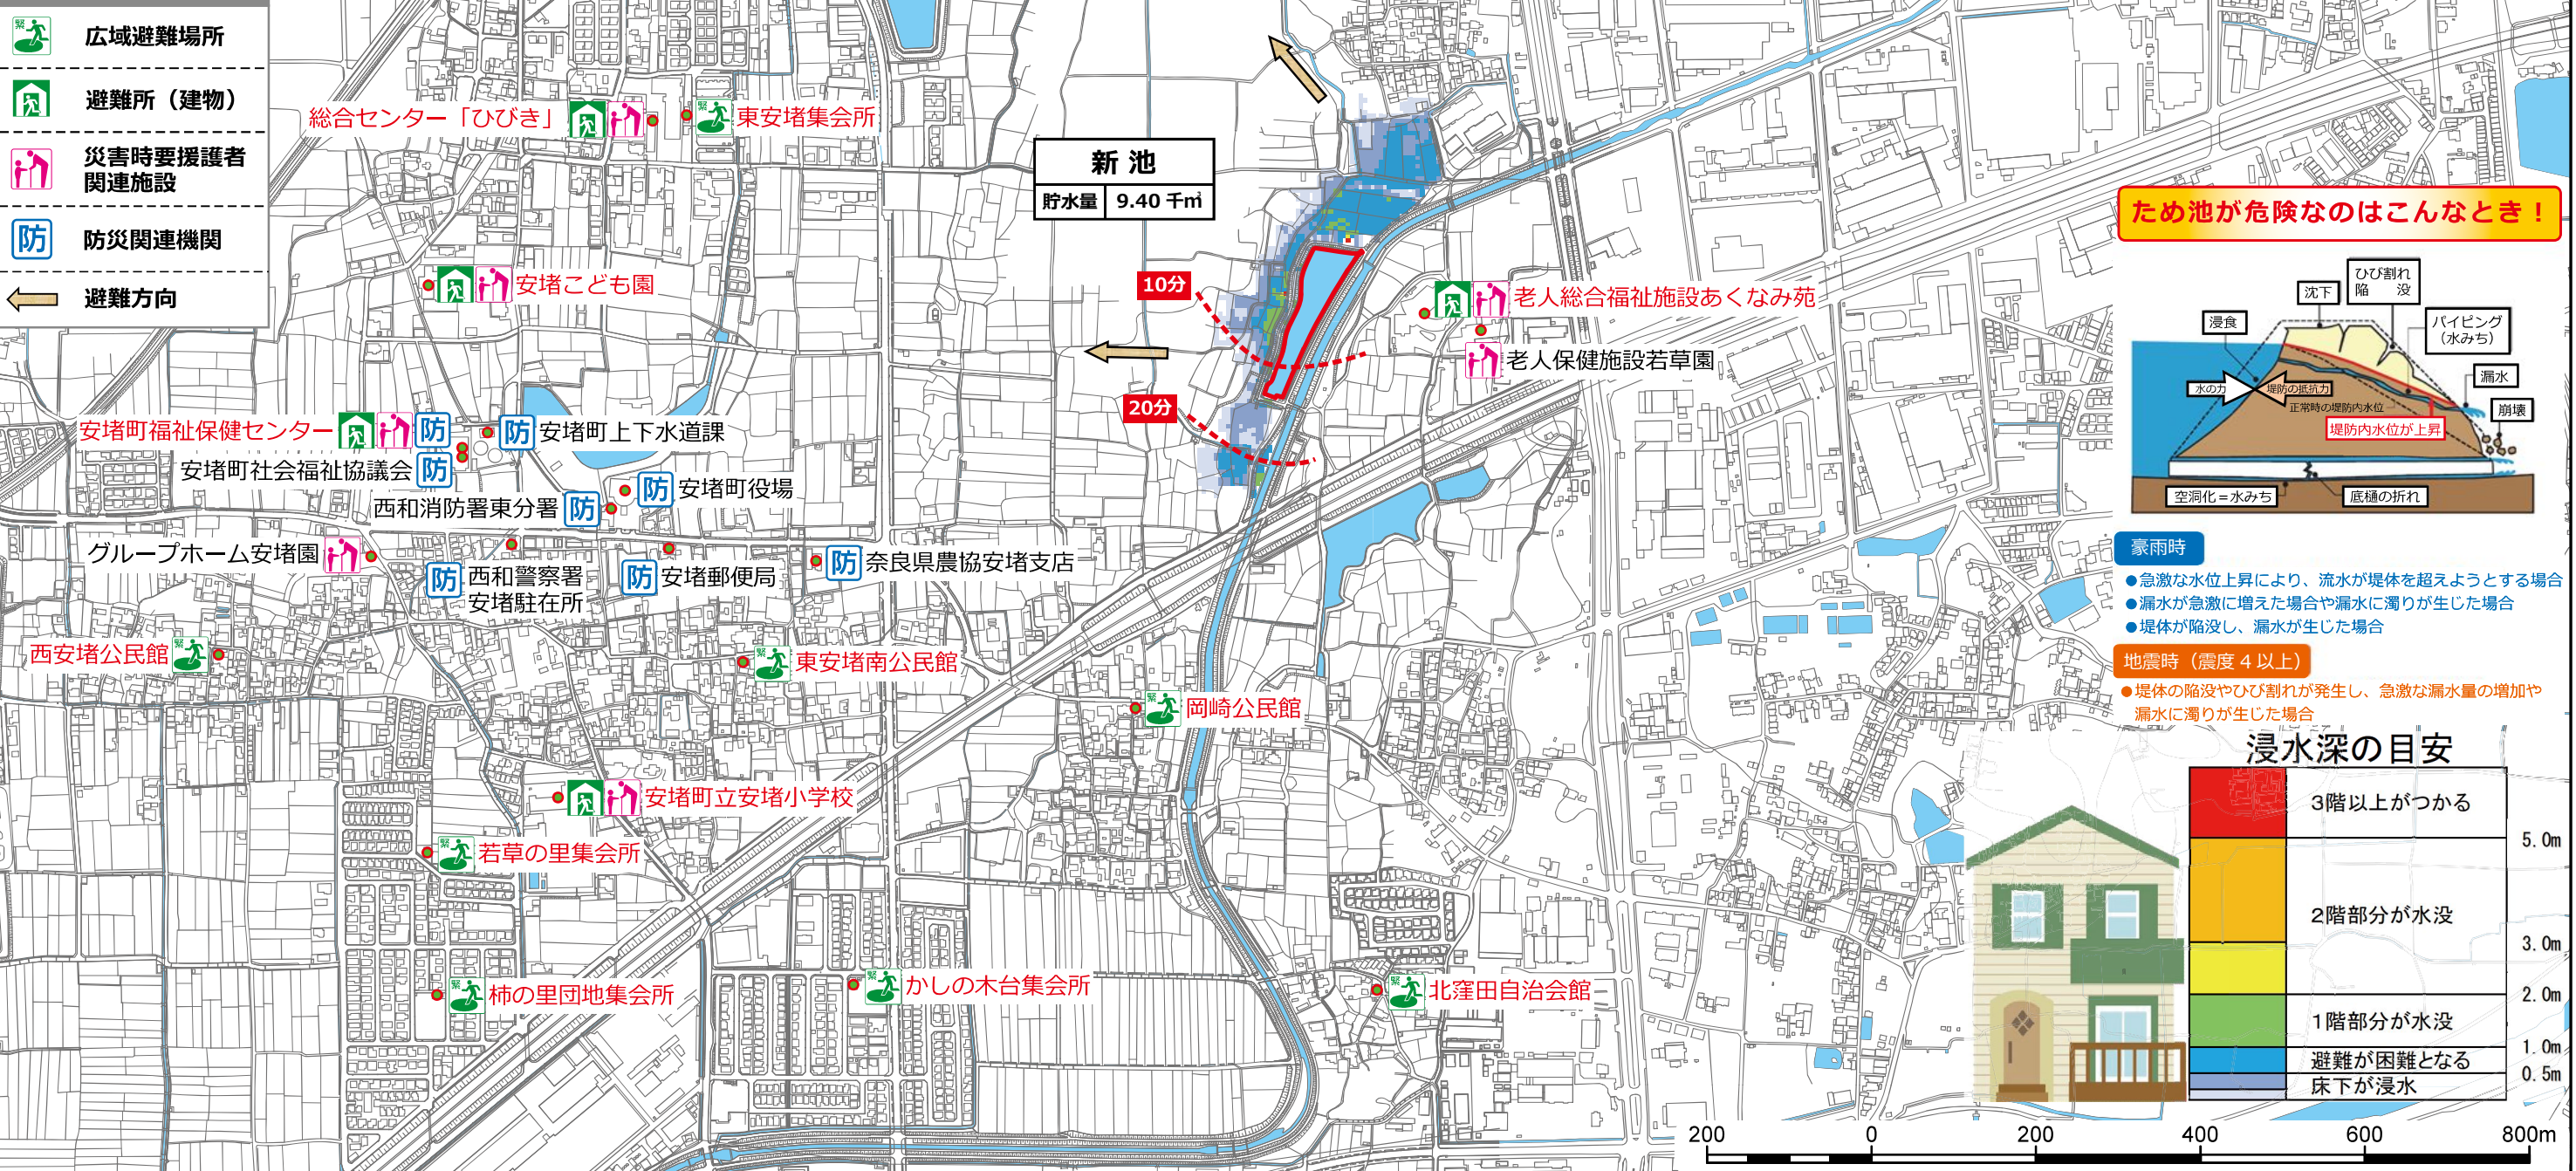 広域避難場所
避難所（建物）
災害時要援護者
関連施設
防 防災関連機関
避難方向
総合センター「ひびき」
緊 東安堵集会所
新 池
貯水量 9.40 千㎥
10分
20分
安堵こども園
老人総合福祉施設あくなみ苑
老人保健施設若草園
安堵町福祉保健センター 防
防 安堵町上下水道課
安堵町社会福祉協議会 防
防 安堵町役場
西和消防署東分署 防
グループホーム安堵園
防 西和警察署
安堵駐在所
防 安堵郵便局
防 奈良県農協安堵支店
西安堵公民館 緊
緊 東安堵南公民館
緊 岡崎公民館
安堵町立安堵小学校
緊 若草の里集会所
緊 柿の里団地集会所
緊 かしの木台集会所
緊 北窪田自治会館
ため池が危険なのはこんなとき！
ひび割れ
陥 没
沈下
浸食
パイピング
（水みち）
漏水
崩壊
水の力
堤防の抵抗力
正常時の堤防内水位
堤防内水位が上昇
空洞化＝水みち
底樋の折れ
豪雨時
●急激な水位上昇により、流水が堤体を超えようとする場合
●漏水が急激に増えた場合や漏水に濁りが生じた場合
●堤体が陥没し、漏水が生じた場合
地震時（震度４以上）
●堤体の陥没やひび割れが発生し、急激な漏水量の増加や
漏水に濁りが生じた場合
浸水深の目安
3階以上がつかる
5.0m
2階部分が水没
3.0m
2.0m
1階部分が水没
1.0m
避難が困難となる
0.5m
床下が浸水
200 0 200 400 600 800m